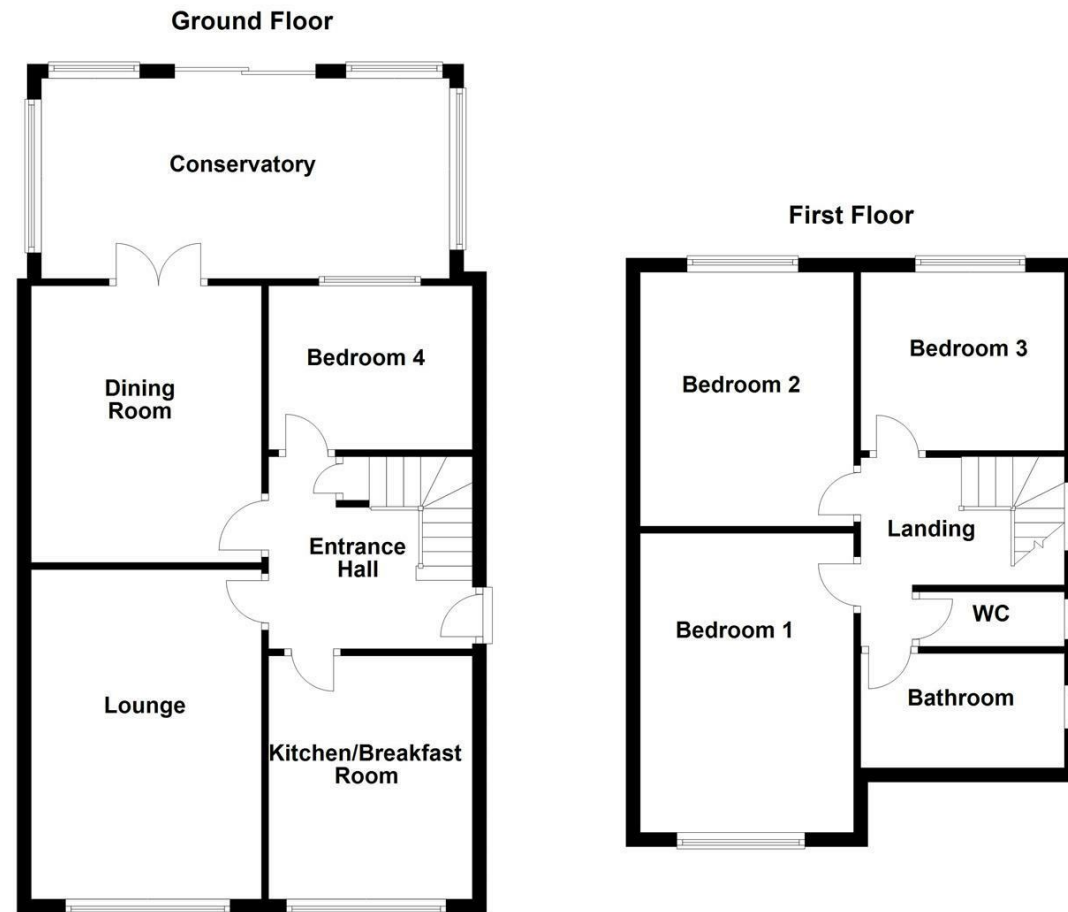 Ground Floor
Conservatory
Bedroom 4
Dining
Room
Entrance
Hall
Lounge
Kitchen/Breakfast
Room
First Floor
Bedroom 2
Bedroom 3
Landing
Bedroom 1
WC
Bathroom